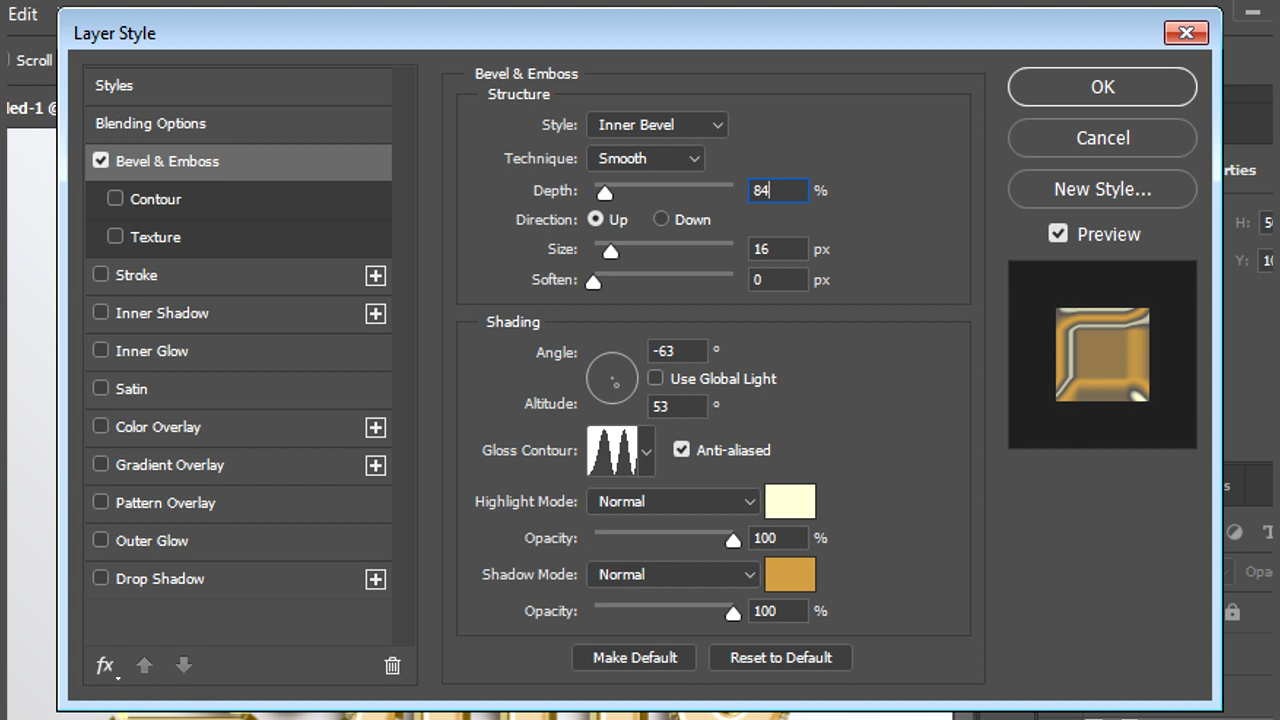 Edit
Layer Style
Scroll
led-1 @
Styles
Blending Options
Bevel & Emboss
Contour
Texture
Stroke
Inner Shadow
Inner Glow
Satin
Color Overlay
Gradient Overlay
Pattern Overlay
Outer Glow
Drop Shadow
fx
Bevel & Emboss
Structure
Style: Inner Bevel
Technique: Smooth
Depth: 84 %
Direction: Up Down
Size: 16 px
Soften: 0 px
Shading
Angle: -63 °
Use Global Light
Altitude: 53 °
Gloss Contour: Anti-aliased
Highlight Mode: Normal
Opacity: 100 %
Shadow Mode: Normal
Opacity: 100 %
Make Default Reset to Default
OK
Cancel
New Style...
Preview
rties
H:
Y:
s
Opa